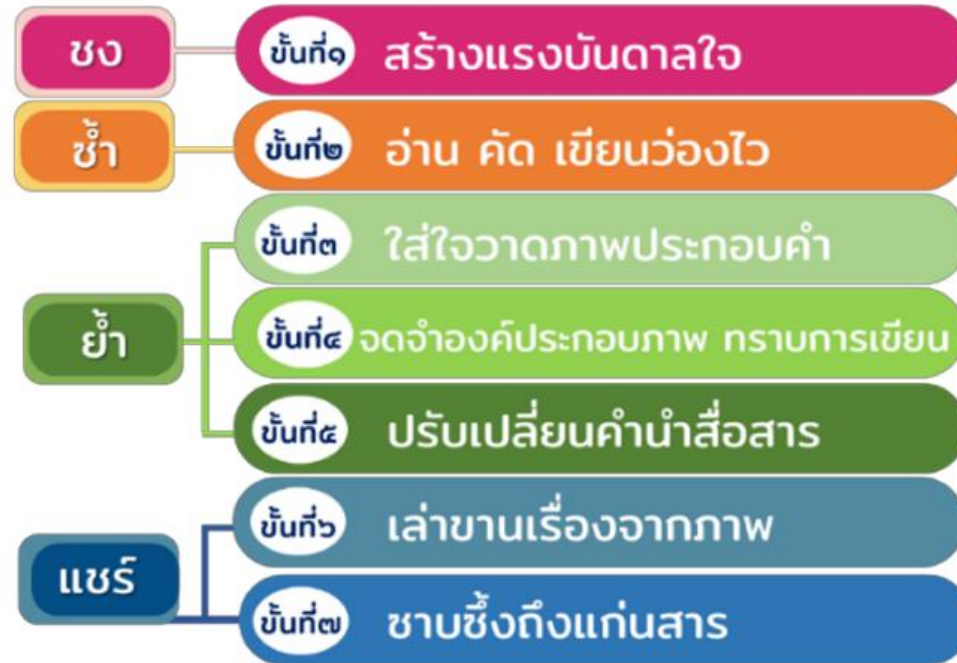 ชง
ขั้นที่๑ สร้างแรงบันดาลใจ
ซ้ำ
ขั้นที่๒ อ่าน คัด เขียนว่องไว
ย้ำ
ขั้นที่๓ ใส่ใจวาดภาพประกอบคำ
ขั้นที่๔ จดจำองค์ประกอบภาพ ทราบการเขียน
ขั้นที่๕ ปรับเปลี่ยนคำนำสื่อสาร
แชร์
ขั้นที่๖ เล่าขานเรื่องจากภาพ
ขั้นที่๗ ซาบซึ้งถึงแก่นสาร